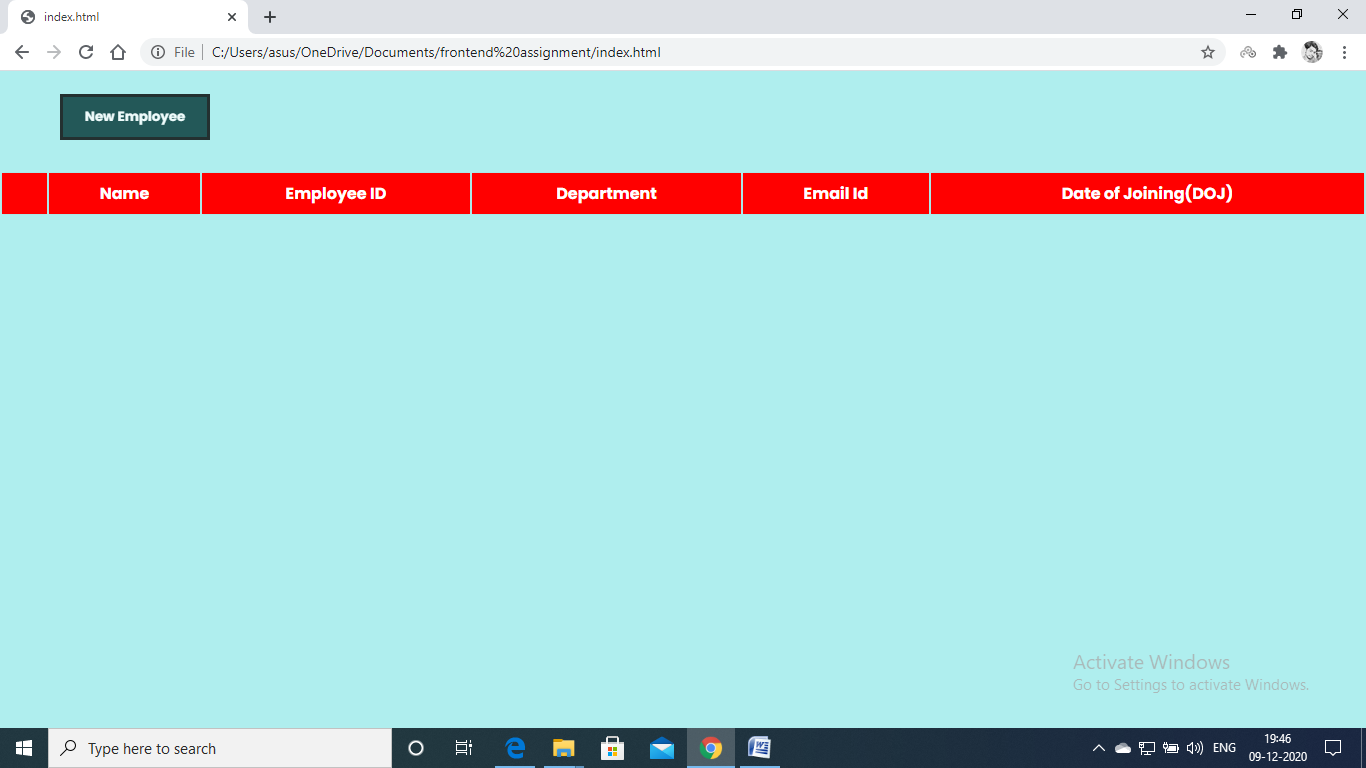 index.html
File
C:/Users/asus/OneDrive/Documents/frontend%20assignment/index.html
New Employee
Name Employee ID Department Email Id Date of Joining(DOJ)
Activate Windows
Go to Settings to activate Windows.
Type here to search
ENG
19:46
09-12-2020